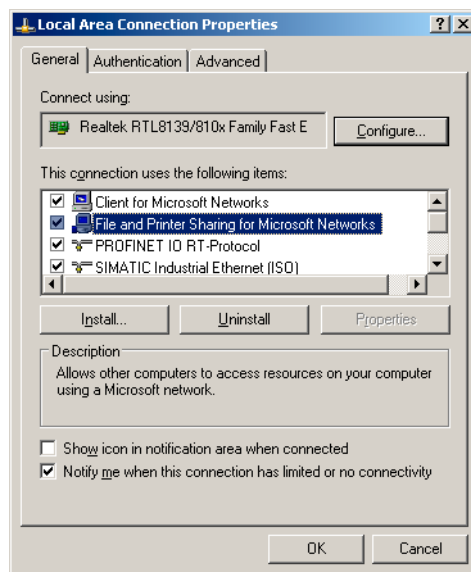 Local Area Connection Properties
General Authentication Advanced
Connect using:
Realtek RTL8139/810x Family Fast E
Configure...
This connection uses the following items:
Client for Microsoft Networks
File and Printer Sharing for Microsoft Networks
PROFINET IO RT-Protocol
SIMATIC Industrial Ethernet (ISO)
Install... Uninstall Properties
Description
Allows other computers to access resources on your computer
using a Microsoft network.
Show icon in notification area when connected
Notify me when this connection has limited or no connectivity
OK Cancel